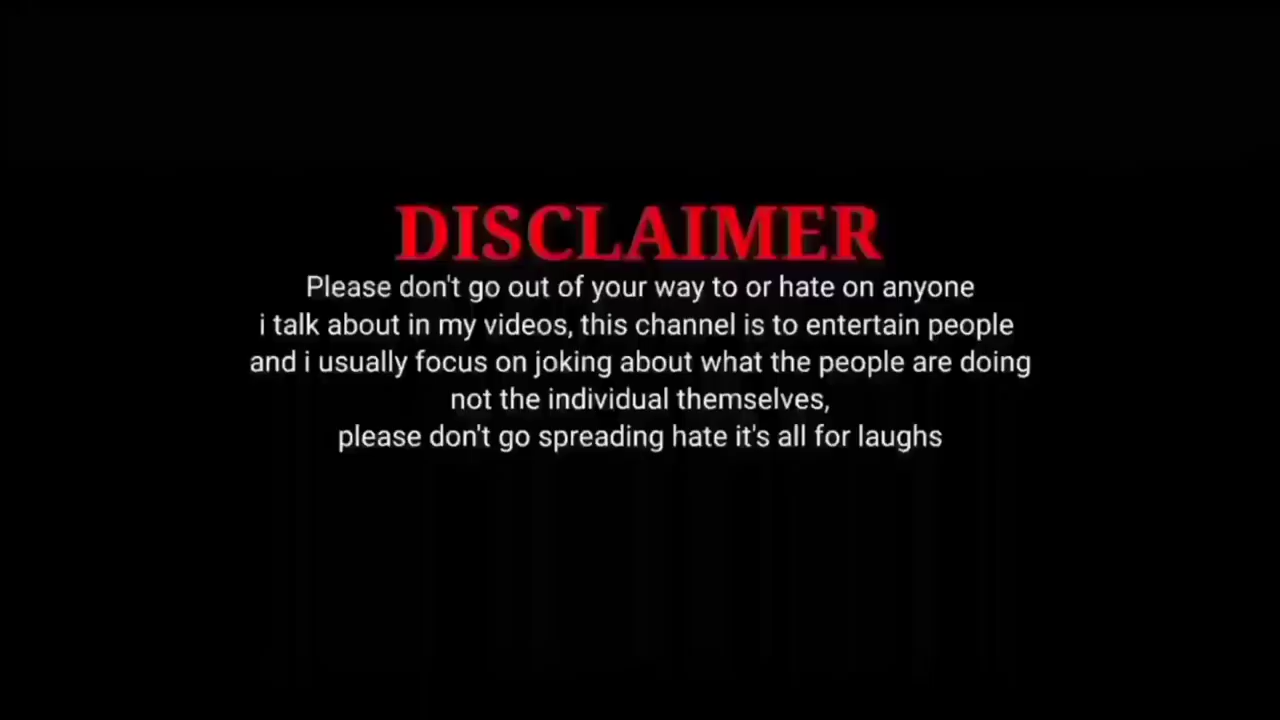 DISCLAIMER
Please don't go out of your way to or hate on anyone
i talk about in my videos, this channel is to entertain people
and i usually focus on joking about what the people are doing
not the individual themselves,
please don't go spreading hate it's all for laughs